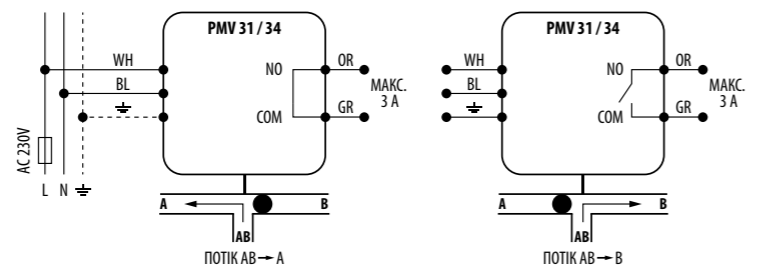 PMV 31 / 34
WH
BL
NO
COM
OR
GR
МАКС.
3 А
AC 230V
L N
A
B
AB
ПОТІК AB → A
PMV 31 / 34
WH
BL
NO
COM
OR
GR
МАКС.
3 А
A
B
AB
ПОТІК AB → B